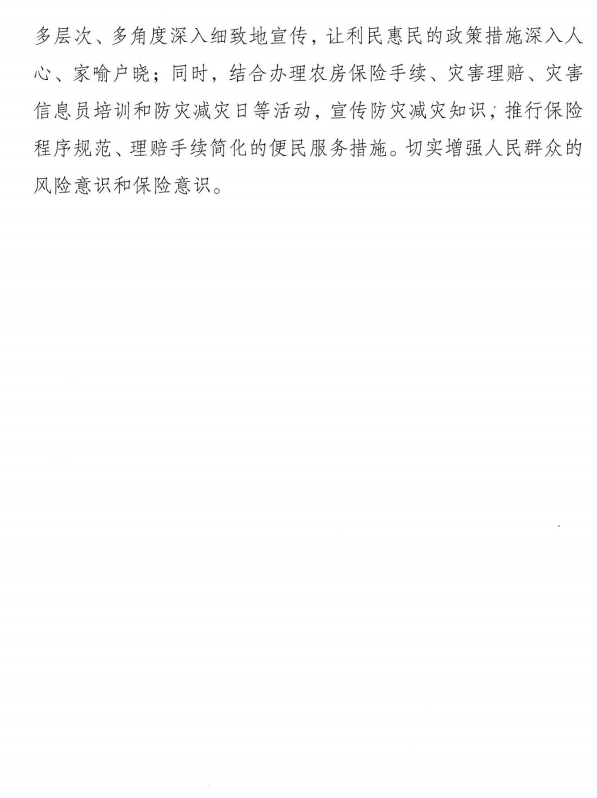 多层次、多角度深入细致地宣传，让利民惠民的政策措施深入人
心、家喻户晓；同时，结合办理农房保险手续、灾害理赔、灾害
信息员培训和防灾减灾日等活动，宣传防灾减灾知识；推行保险
程序规范、理赔手续简化的便民服务措施。切实增强人民群众的
风险意识和保险意识。